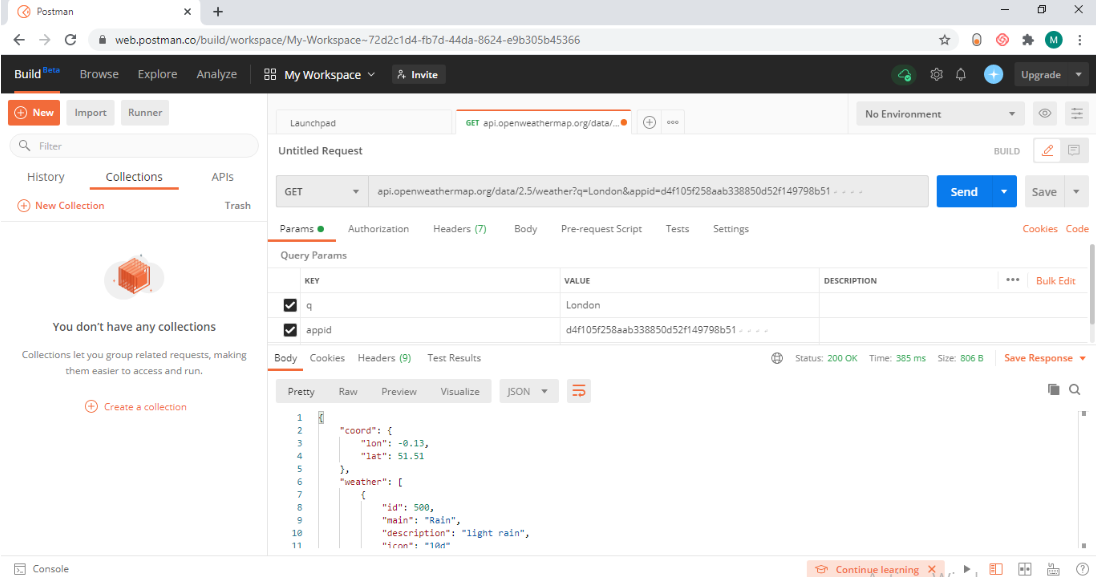 Postman
web.postman.co/build/workspace/My-Workspace~72d2c1d4-fb7d-44da-8624-e9b305b45366
M
Build Beta Browse Explore Analyze My Workspace Invite Upgrade
New Import Runner
Launchpad GET api.openweathermap.org/data/... No Environment
Filter
Untitled Request BUILD
History Collections APIs
GET api.openweathermap.org/data/2.5/weather?q=London&appid=d4f105f258aab338850d52f149798b51 Send Save
New Collection Trash
Params Authorization Headers (7) Body Pre-request Script Tests Settings Cookies Code
Query Params
KEY VALUE DESCRIPTION Bulk Edit
q London
appid d4f105f258aab338850d52f149798b51
You don't have any collections
Collections let you group related requests, making
them easier to access and run.
Create a collection
Body Cookies Headers (9) Test Results Status: 200 OK Time: 385 ms Size: 806 B Save Response
Pretty Raw Preview Visualize JSON
1 {
2 "coord": {
3 "lon": -0.13,
4 "lat": 51.51
5 },
6 "weather": [
7 {
8 "id": 500,
9 "main": "Rain",
10 "description": "light rain",
11 "icon": "10d"
Console Continue learning